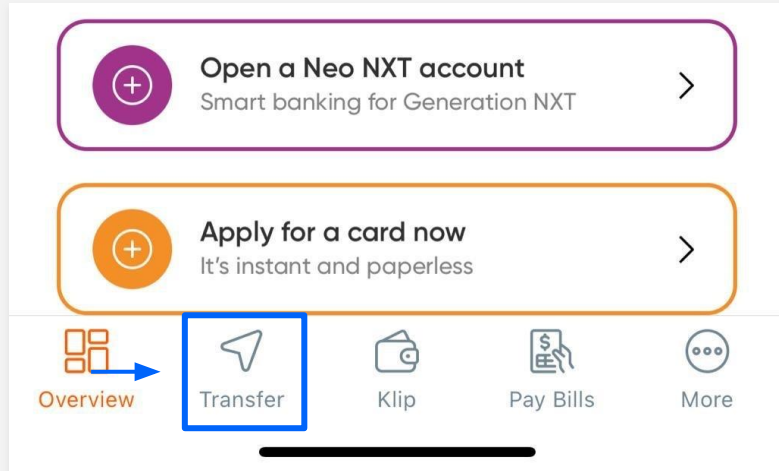 Open a Neo NXT account
Smart banking for Generation NXT
Apply for a card now
It's instant and paperless
Overview
Transfer
Klip
Pay Bills
More